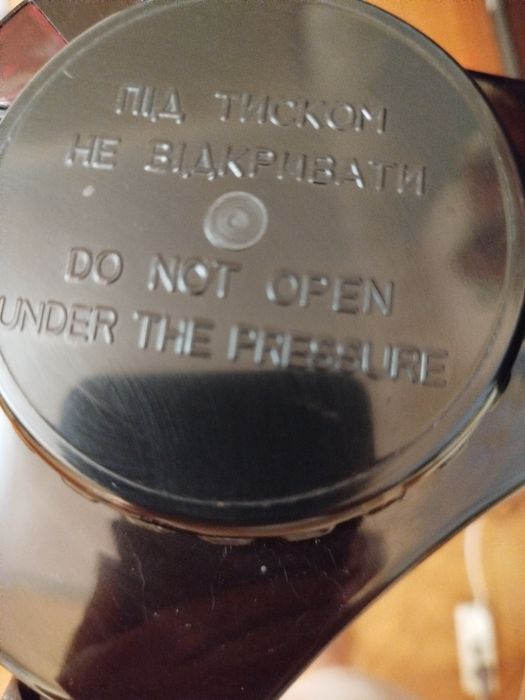 ПІД ТИСКОМ
НЕ ВІДКРИВАТИ
DO NOT OPEN
UNDER THE PRESSURE